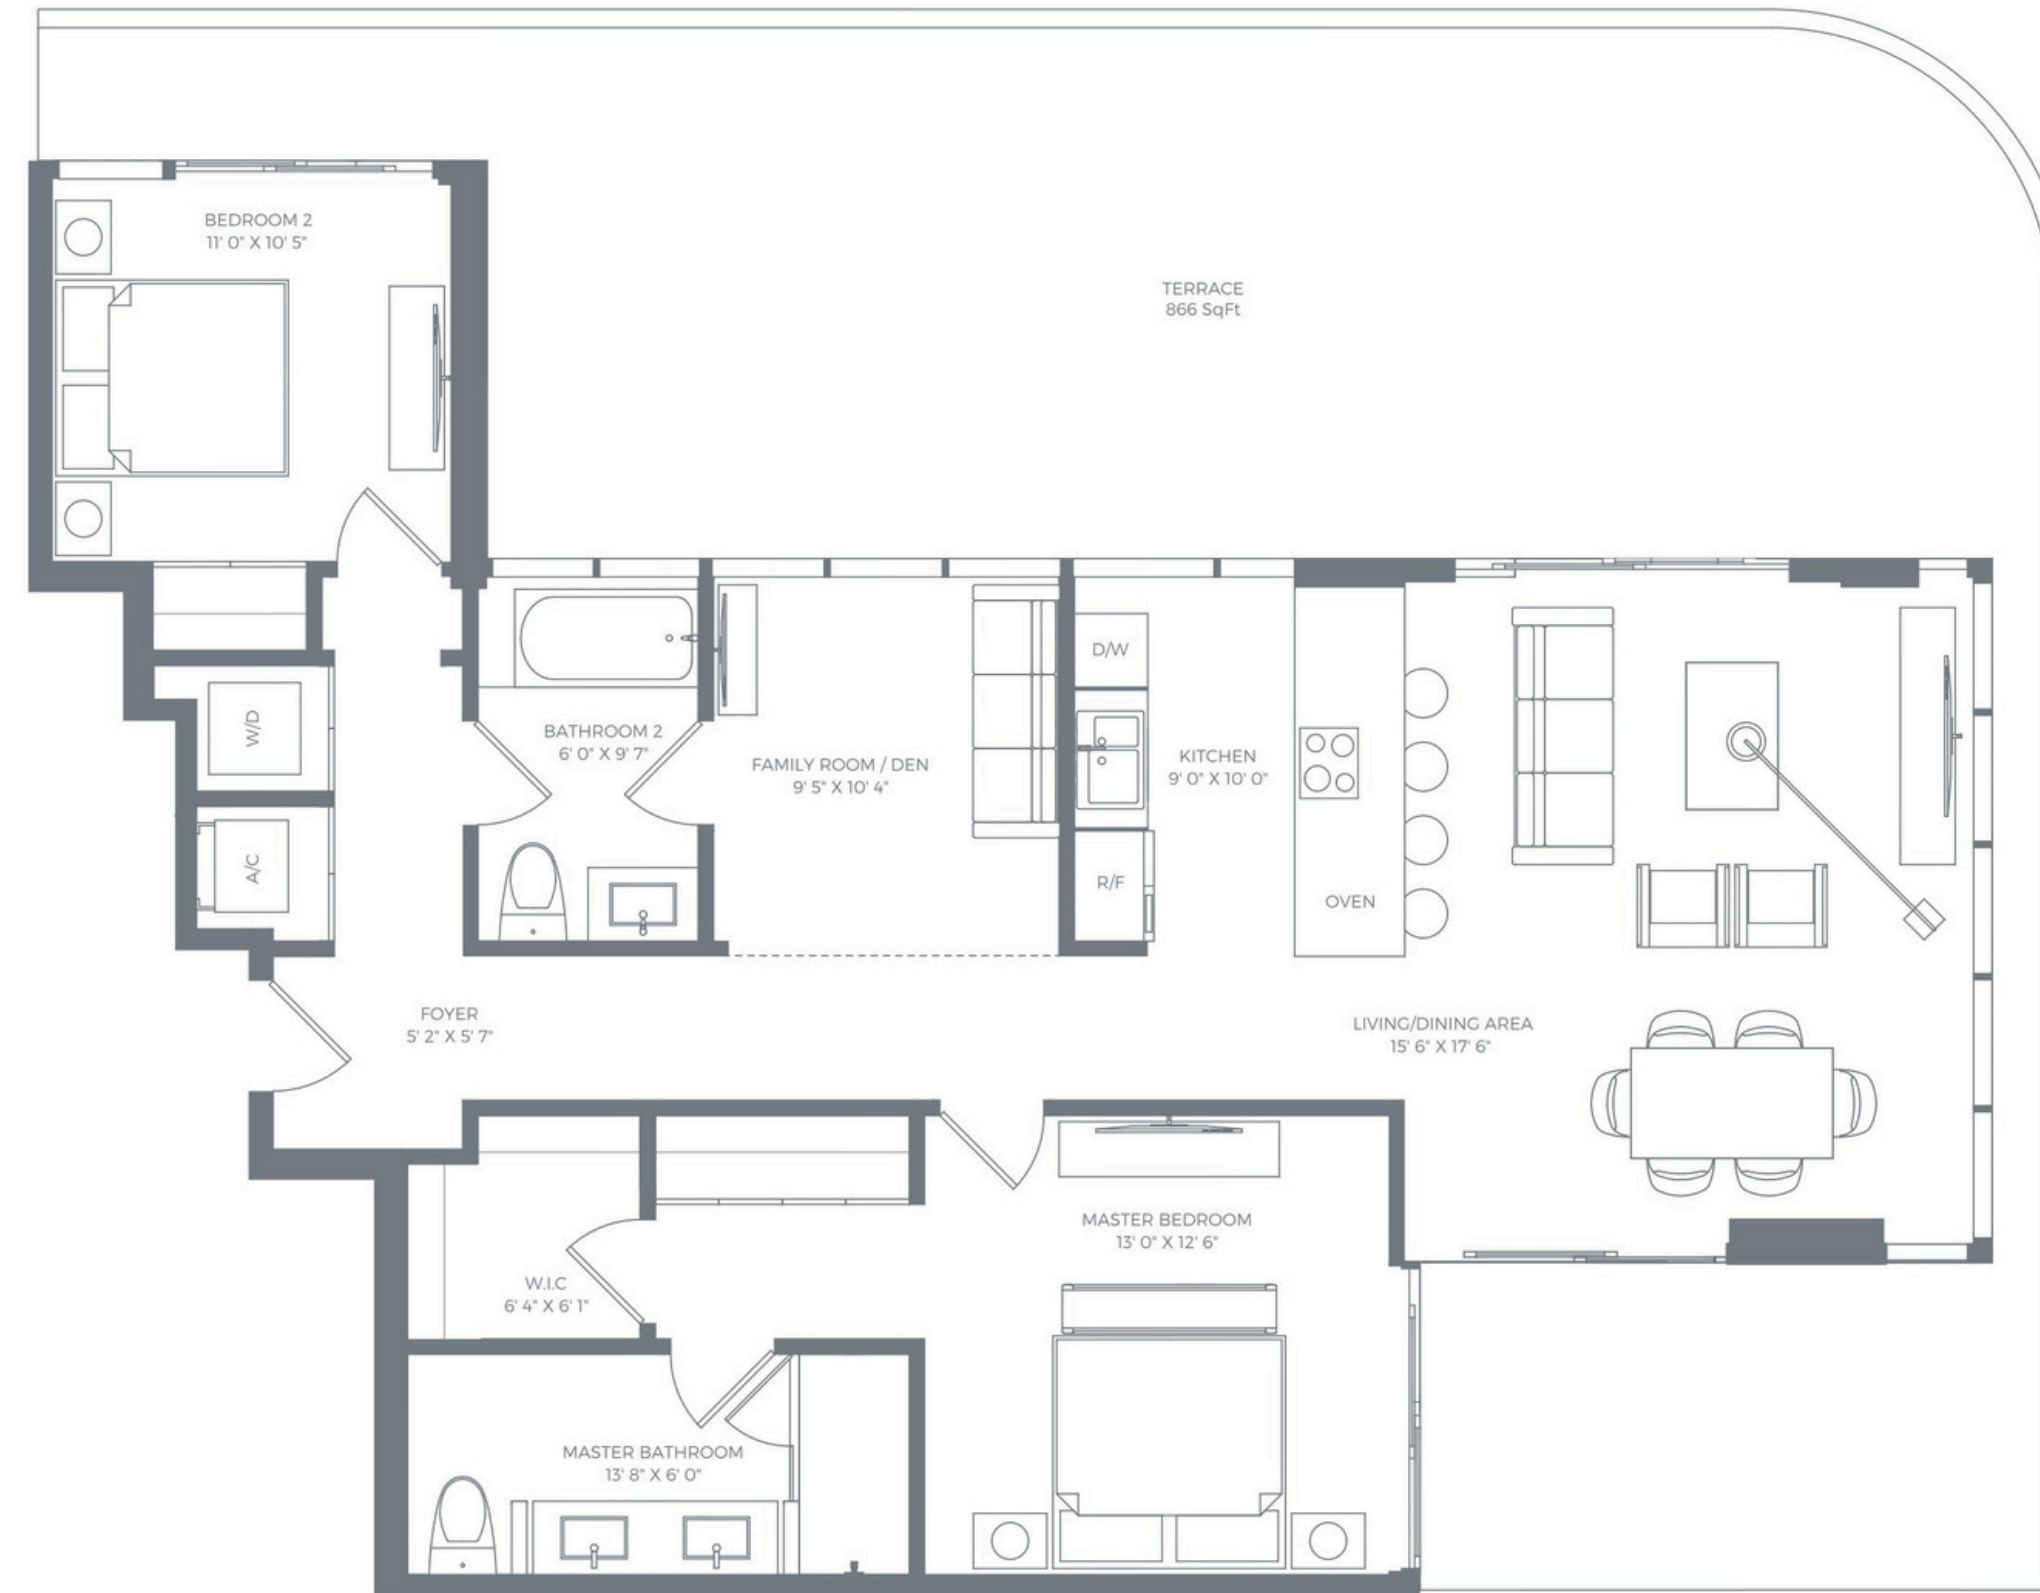 BEDROOM 2
11' 0" X 10' 5"
TERRACE
866 SqFt
D/W
W/D
BATHROOM 2
6' 0" X 9' 7"
FAMILY ROOM / DEN
9' 5" X 10' 4"
KITCHEN
9' 0" X 10' 0"
A/C
R/F
OVEN
FOYER
5' 2" X 5' 7"
LIVING/DINING AREA
15' 6" X 17' 6"
MASTER BEDROOM
13' 0" X 12' 6"
W.I.C
6' 4" X 6' 1"
MASTER BATHROOM
13' 8" X 6' 0"